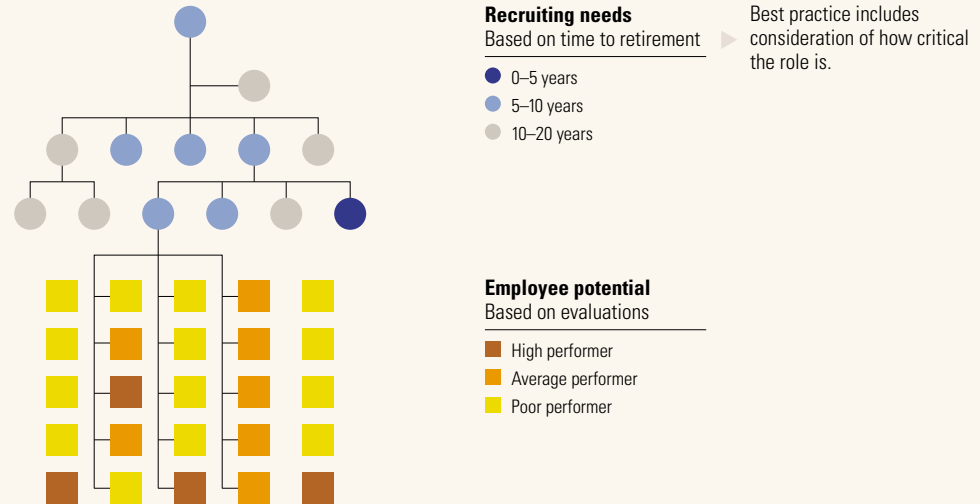 Recruiting needs
Based on time to retirement
0–5 years
5–10 years
10–20 years
Best practice includes
consideration of how critical
the role is.
Employee potential
Based on evaluations
High performer
Average performer
Poor performer